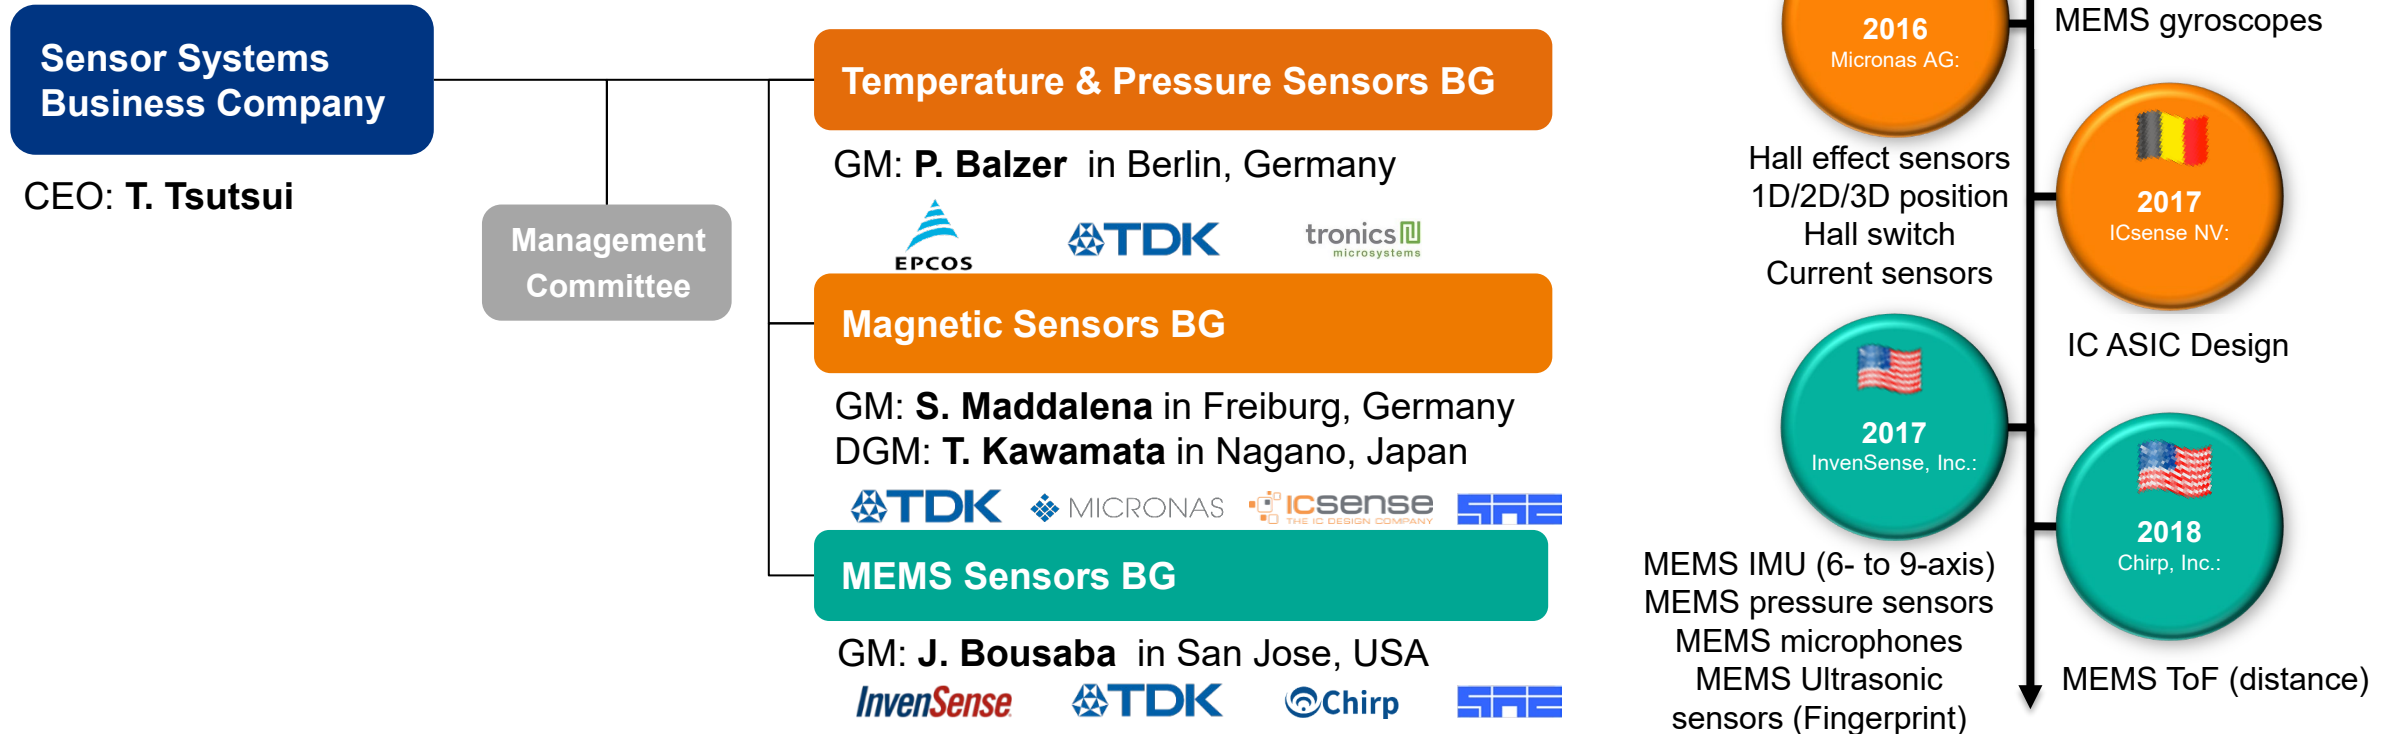 Sensor Systems
Business Company
CEO: T. Tsutsui
Management
Committee
Temperature & Pressure Sensors BG
GM: P. Balzer in Berlin, Germany
EPCOS
TDK
tronics
microsystems
Magnetic Sensors BG
GM: S. Maddalena in Freiburg, Germany
DGM: T. Kawamata in Nagano, Japan
TDK
MICRONAS
icsense
THE IC DESIGN COMPANY
SAE
MEMS Sensors BG
GM: J. Bousaba in San Jose, USA
InvenSense
TDK
Chirp
SAE
2016
Micronas AG:
Hall effect sensors
1D/2D/3D position
Hall switch
Current sensors
MEMS gyroscopes
2017
ICsense NV:
IC ASIC Design
2017
InvenSense, Inc.:
MEMS IMU (6- to 9-axis)
MEMS pressure sensors
MEMS microphones
MEMS Ultrasonic
sensors (Fingerprint)
2018
Chirp, Inc.:
MEMS ToF (distance)